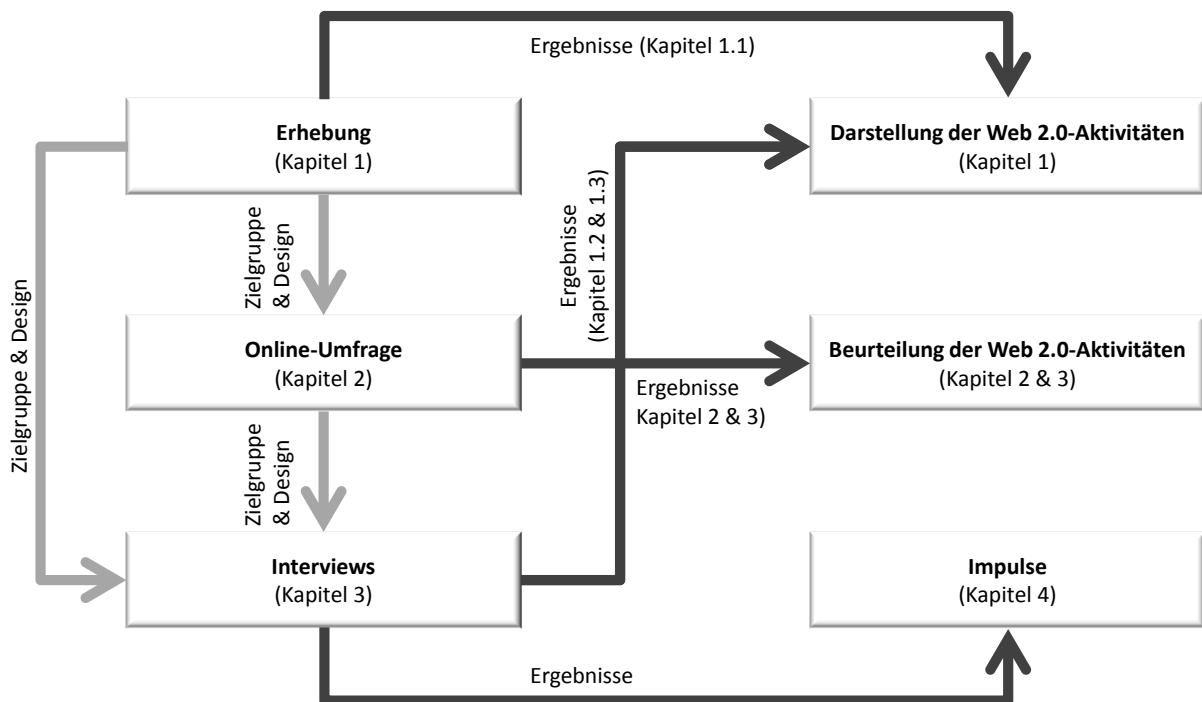 Ergebnisse (Kapitel 1.1)
Erhebung
(Kapitel 1)
Darstellung der Web 2.0-Aktivitäten
(Kapitel 1)
Zielgruppe & Design
Zielgruppe
& Design
Ergebnisse
(Kapitel 1.2 & 1.3)
Online-Umfrage
(Kapitel 2)
Beurteilung der Web 2.0-Aktivitäten
(Kapitel 2 & 3)
Ergebnisse
Kapitel 2 & 3)
Zielgruppe
& Design
Interviews
(Kapitel 3)
Impulse
(Kapitel 4)
Ergebnisse